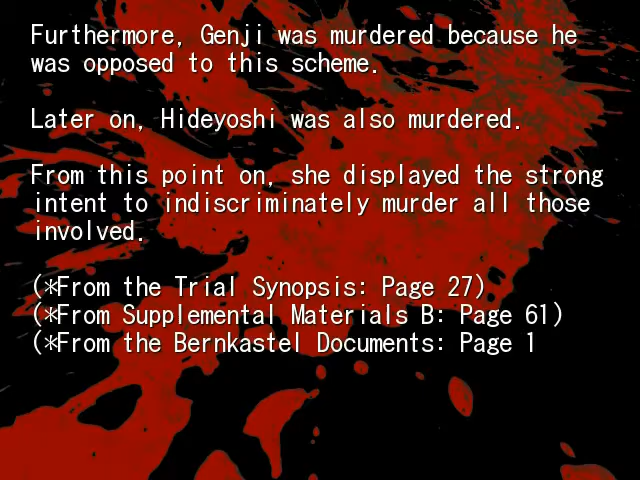 Furthermore, Genji was murdered because he
was opposed to this scheme.
Later on, Hideyoshi was also murdered.
From this point on, she displayed the strong
intent to indiscriminately murder all those
involved.
(*From the Trial Synopsis: Page 27)
(*From Supplemental Materials B: Page 61)
(*From the Bernkastel Documents: Page 1